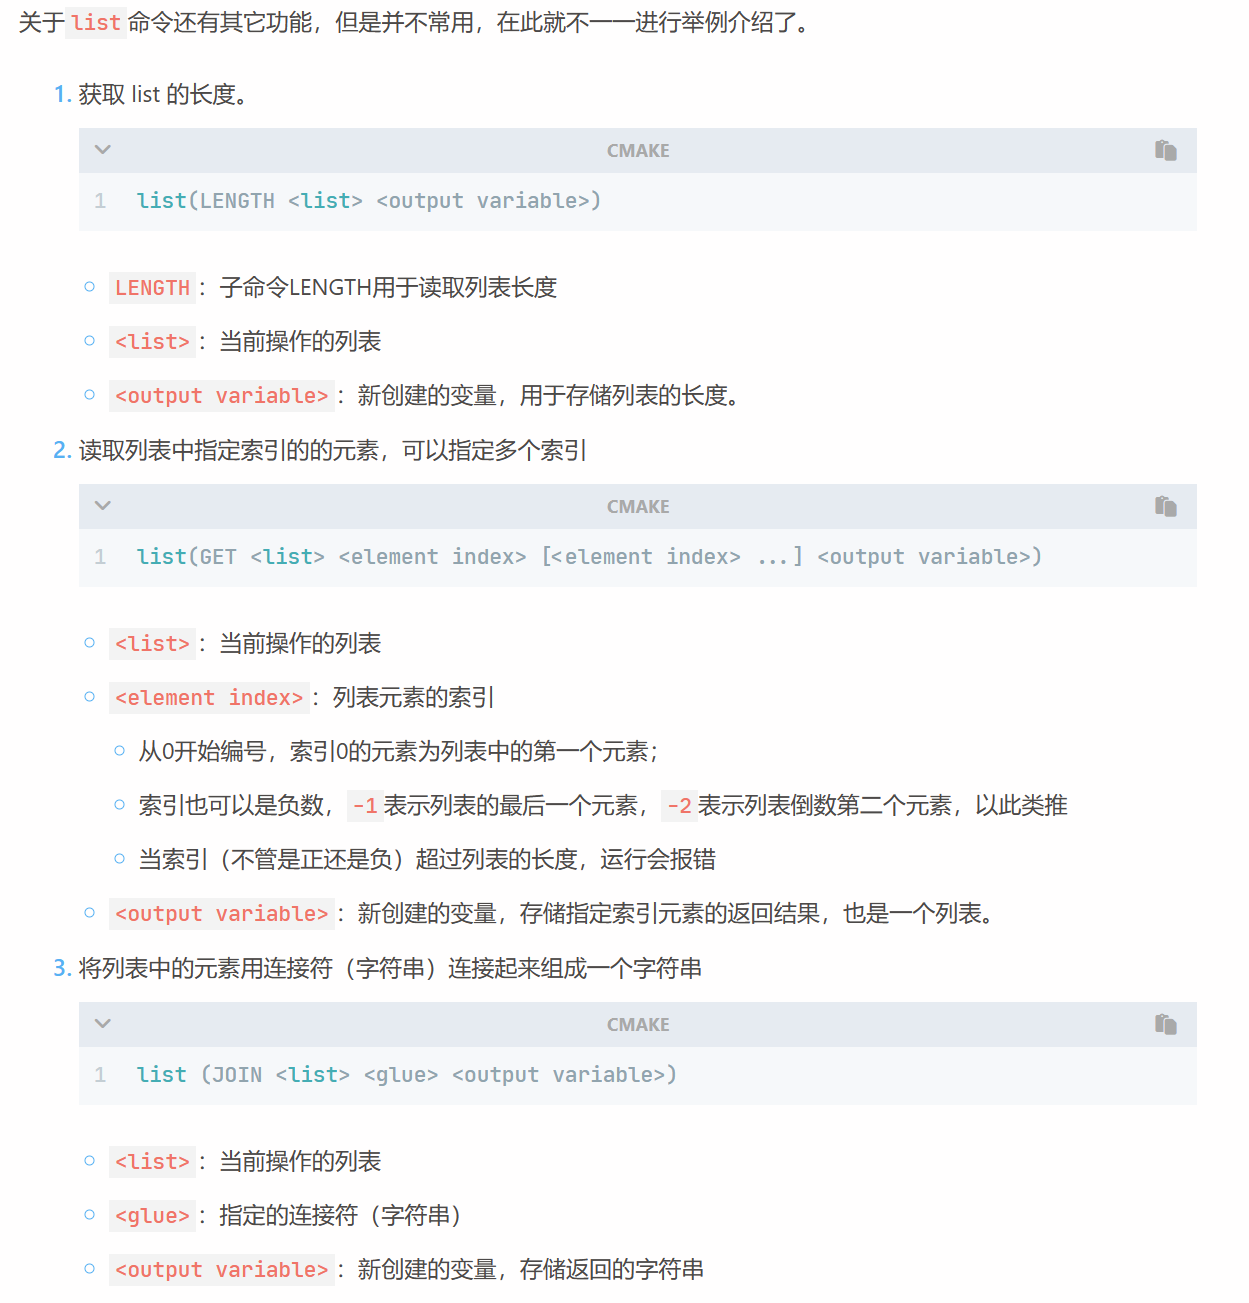 关于list命令还有其它功能，但是并不常用，在此就不一一进行举例介绍了。
1. 获取 list 的长度。
CMAKE
1 list(LENGTH <list> <output variable>)
LENGTH：子命令LENGTH用于读取列表长度
<list>：当前操作的列表
<output variable>：新创建的变量，用于存储列表的长度。
2. 读取列表中指定索引的的元素，可以指定多个索引
CMAKE
1 list(GET <list> <element index> [<element index> ...] <output variable>)
<list>：当前操作的列表
<element index>：列表元素的索引
从0开始编号，索引0的元素为列表中的第一个元素；
索引也可以是负数，-1表示列表的最后一个元素，-2表示列表倒数第二个元素，以此类推
当索引（不管是正还是负）超过列表的长度，运行会报错
<output variable>：新创建的变量，存储指定索引元素的返回结果，也是一个列表。
3. 将列表中的元素用连接符（字符串）连接起来组成一个字符串
CMAKE
1 list (JOIN <list> <glue> <output variable>)
<list>：当前操作的列表
<glue>：指定的连接符（字符串）
<output variable>：新创建的变量，存储返回的字符串